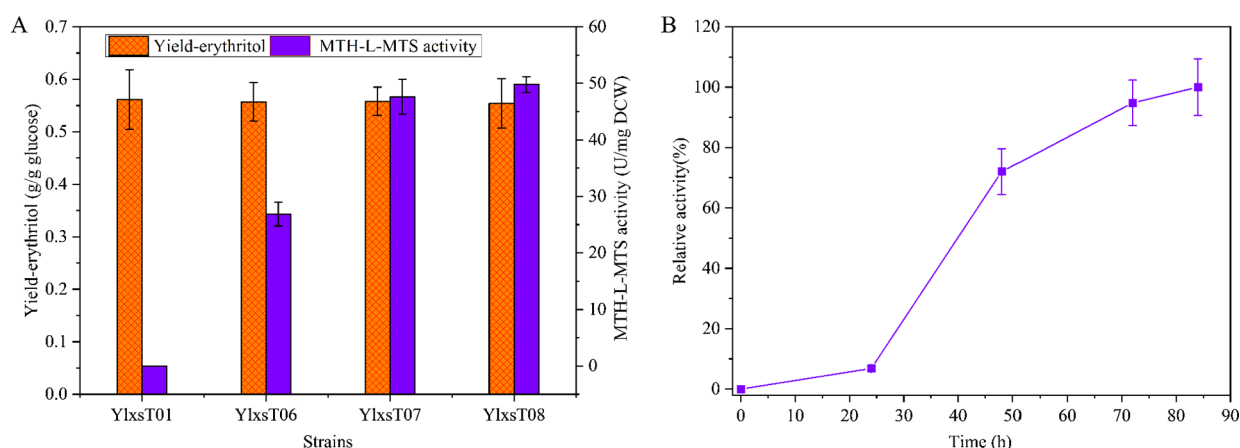 A
Yield-erythritol
MTH-L-MTS activity
Yield-erythritol (g/g glucose)
0.7
0.6
0.5
0.4
0.3
0.2
0.1
0.0
60
50
40
30
20
10
0
MTH-L-MTS activity (U/mg DCW)
YlxsT01 YlxsT06 YlxsT07 YlxsT08
Strains
B
Relative activity(%)
120
100
80
60
40
20
0
0 10 20 30 40 50 60 70 80 90
Time (h)